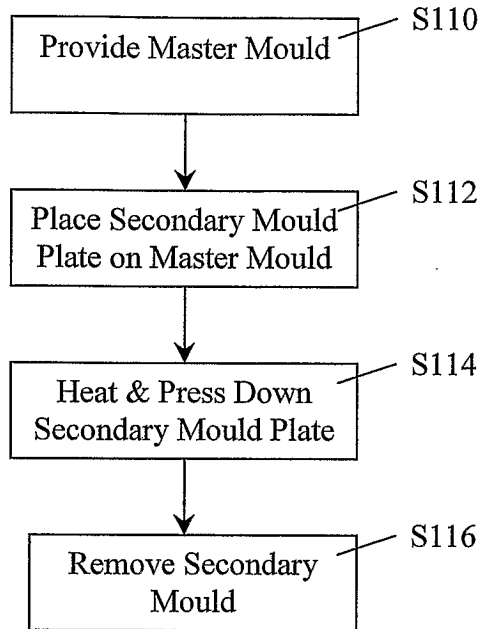 S110
Provide Master Mould
S112
Place Secondary Mould
Plate on Master Mould
S114
Heat & Press Down
Secondary Mould Plate
S116
Remove Secondary
Mould